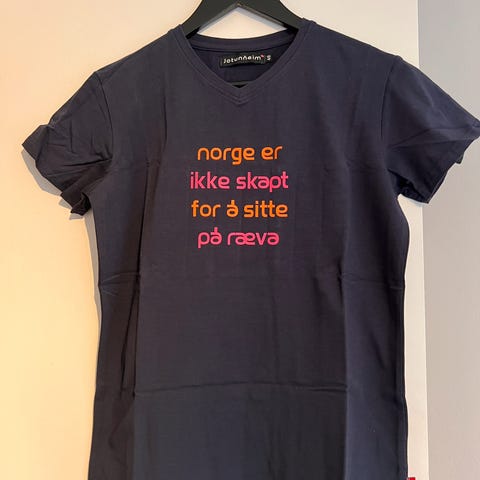 Jotunheim
norge er
ikke skapt
for å sitte
på ræva